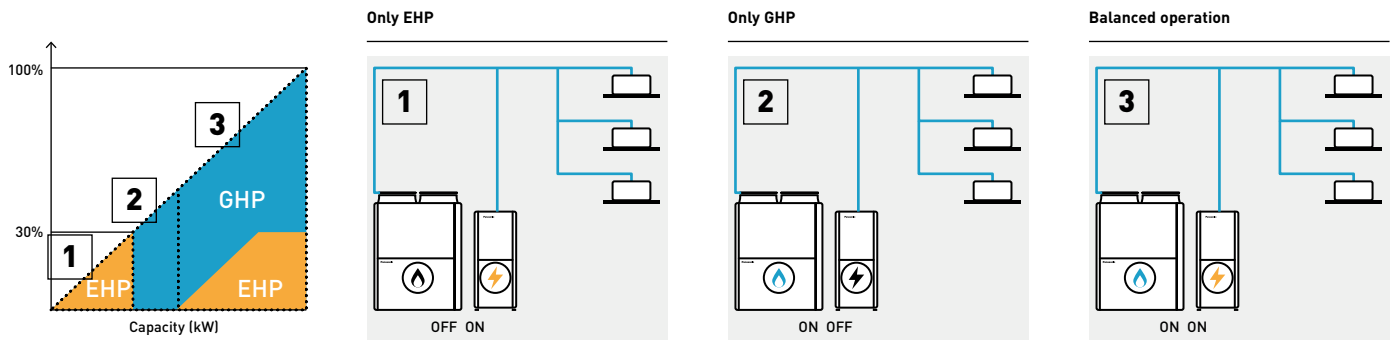 100%
30%
1
2
3
EHP
GHP
EHP
Capacity (kW)
Only EHP
1
OFF ON
Only GHP
2
ON OFF
Balanced operation
3
ON ON